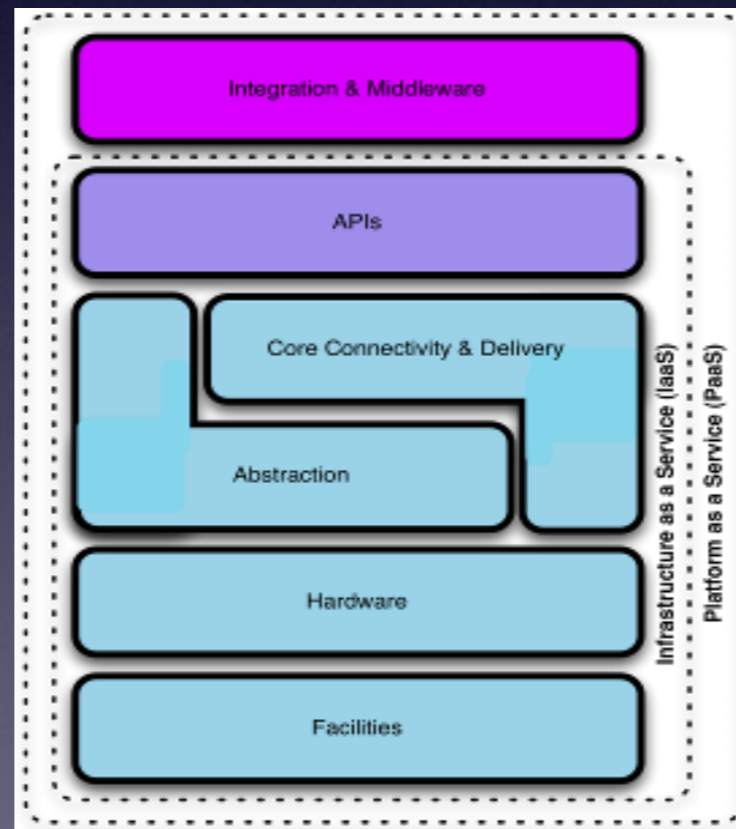 Integration & Middleware
APIs
Core Connectivity & Delivery
Abstraction
Hardware
Facilities
Infrastructure as a Service (IaaS)
Platform as a Service (PaaS)